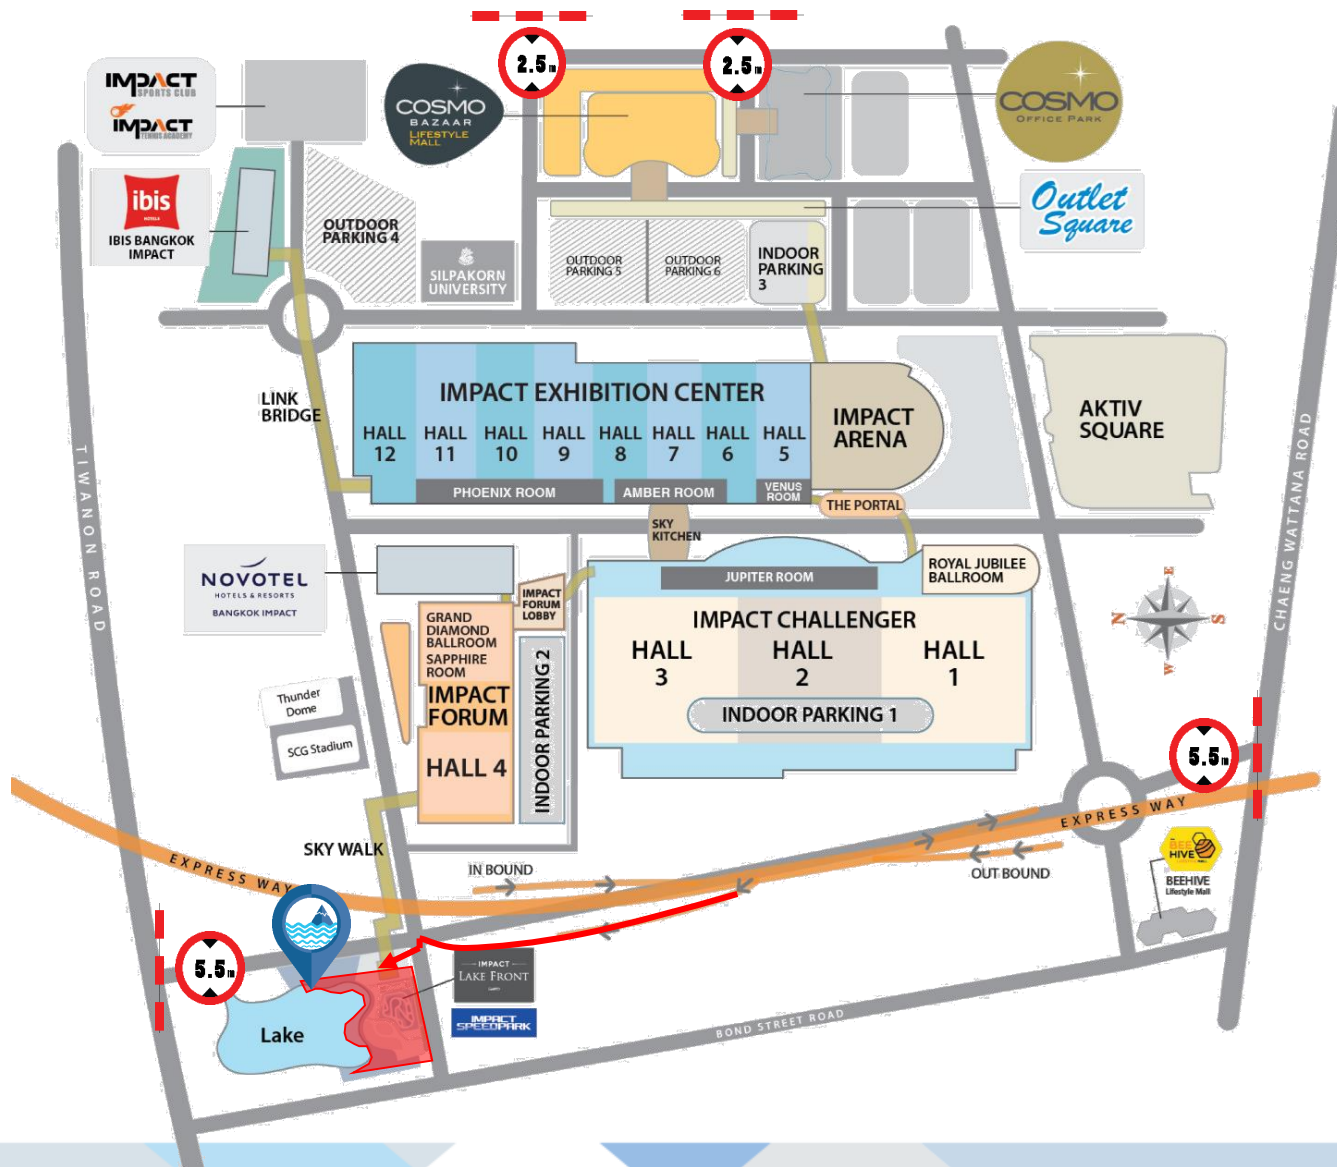 2.5m
2.5m
IMPACT
SPORTS CLUB
IMPACT
TENNIS ACADEMY
COSMO
BAZAAR
LIFESTYLE
MALL
COSMO
OFFICE PARK
ibis
HOTELS
IBIS BANGKOK
IMPACT
OUTDOOR
PARKING 4
SILPAKORN
UNIVERSITY
OUTDOOR
PARKING 5
OUTDOOR
PARKING 6
INDOOR
PARKING
3
Outlet
Square
LINK
BRIDGE
IMPACT EXHIBITION CENTER
HALL
12
HALL
11
HALL
10
HALL
9
HALL
8
HALL
7
HALL
6
HALL
5
PHOENIX ROOM
AMBER ROOM
VENUS
ROOM
IMPACT
ARENA
AKTIV
SQUARE
THE PORTAL
SKY
KITCHEN
TIWANON ROAD
CHAENG WATTANA ROAD
NOVOTEL
HOTELS & RESORTS
BANGKOK IMPACT
IMPACT
FORUM
LOBBY
GRAND
DIAMOND
BALLROOM
SAPPHIRE
ROOM
IMPACT
FORUM
HALL 4
INDOOR PARKING 2
JUPITER ROOM
ROYAL JUBILEE
BALLROOM
IMPACT CHALLENGER
HALL
3
HALL
2
HALL
1
INDOOR PARKING 1
E
N
S
W
Thunder
Dome
SCG Stadium
5.5m
EXPRESS WAY
SKY WALK
EXPRESS WAY
IN BOUND
OUT BOUND
BEE
HIVE
BEEHIVE
Lifestyle Mall
5.5m
IMPACT
LAKE FRONT
IMPACT
SPEEDPARK
Lake
BOND STREET ROAD